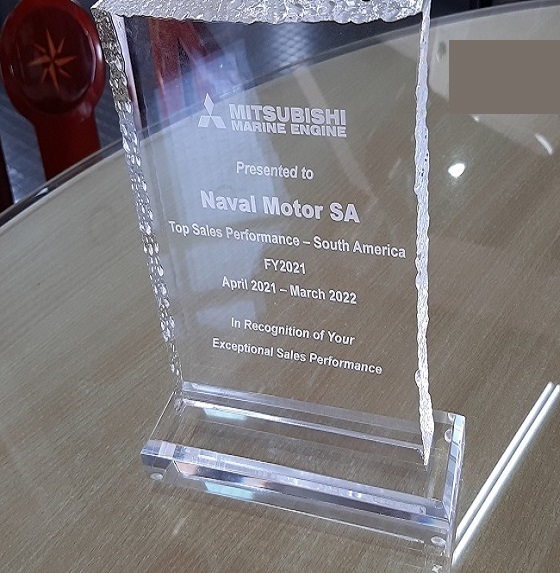 MITSUBISHI
MARINE ENGINE
Presented to
Naval Motor SA
Top Sales Performance – South America
FY2021
April 2021 – March 2022
In Recognition of Your
Exceptional Sales Performance